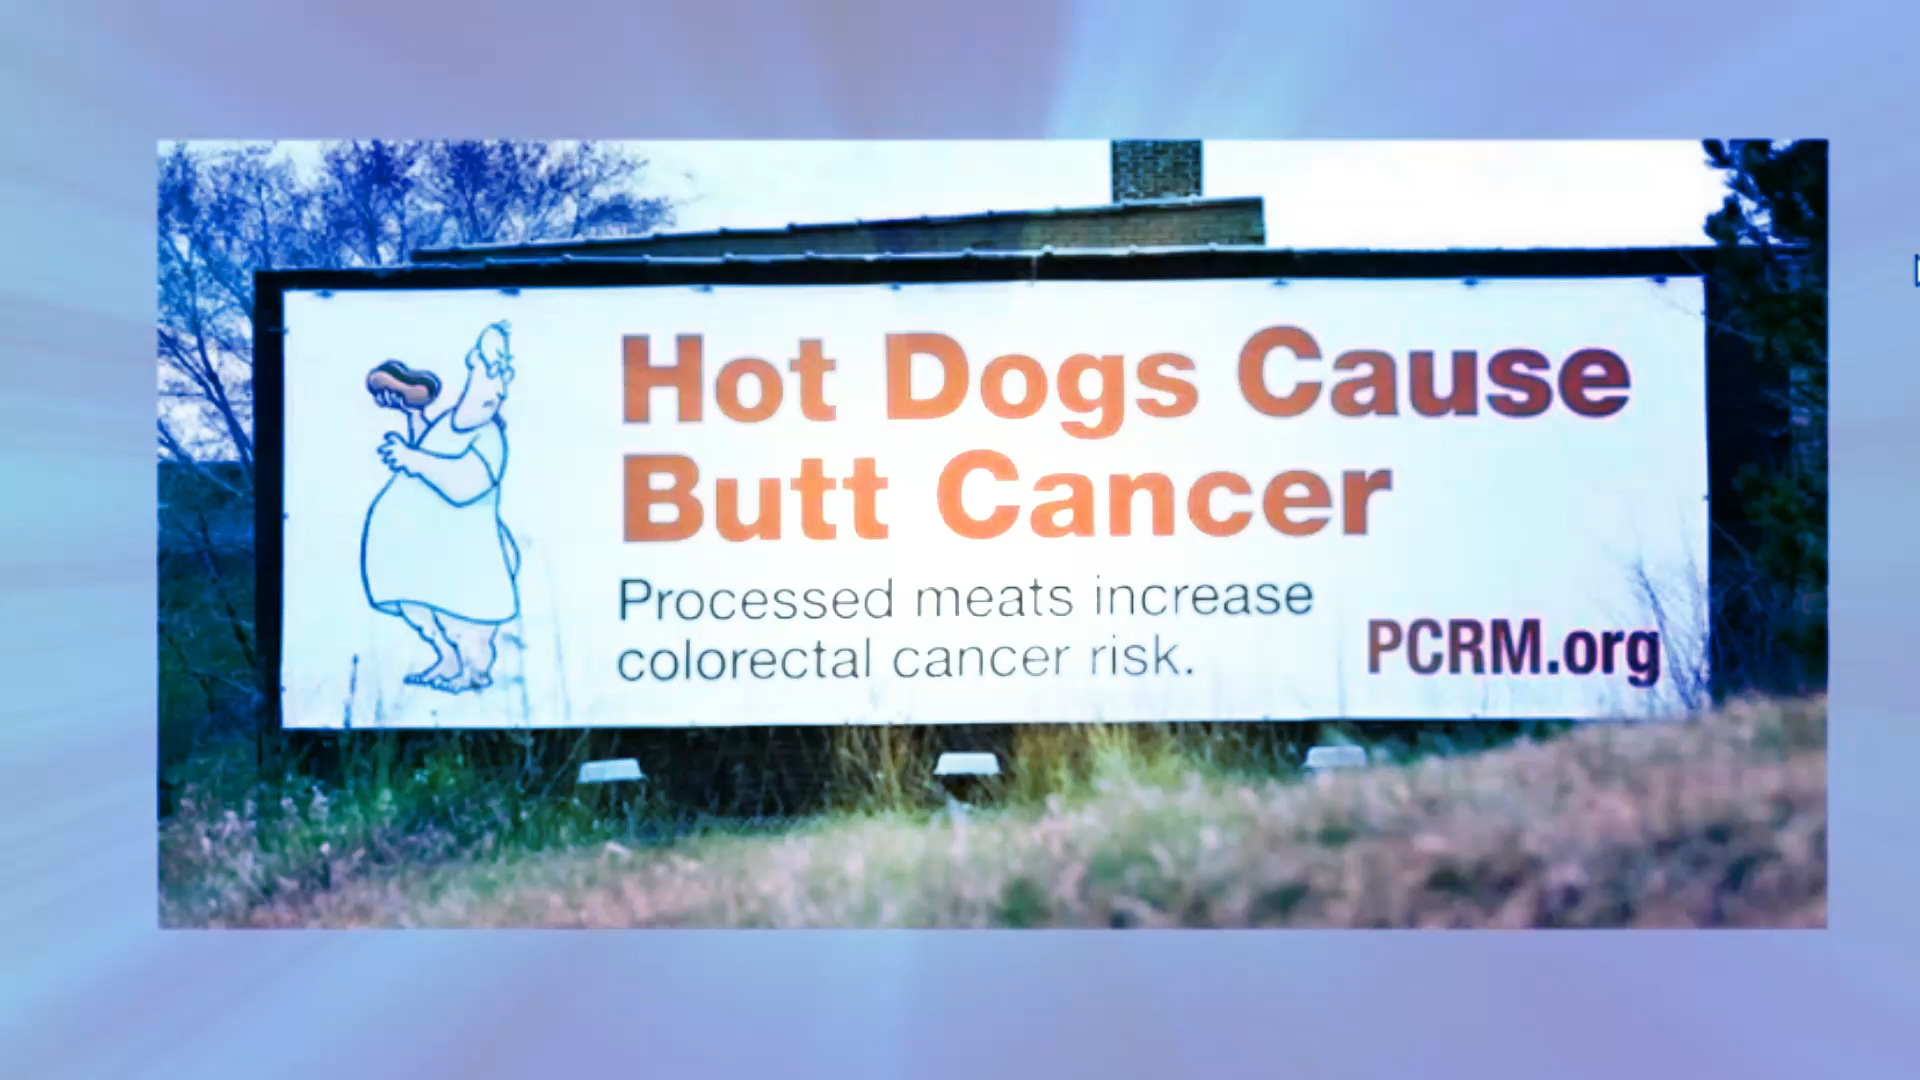 Hot Dogs Cause
Butt Cancer
Processed meats increase
colorectal cancer risk.
PCRM.org